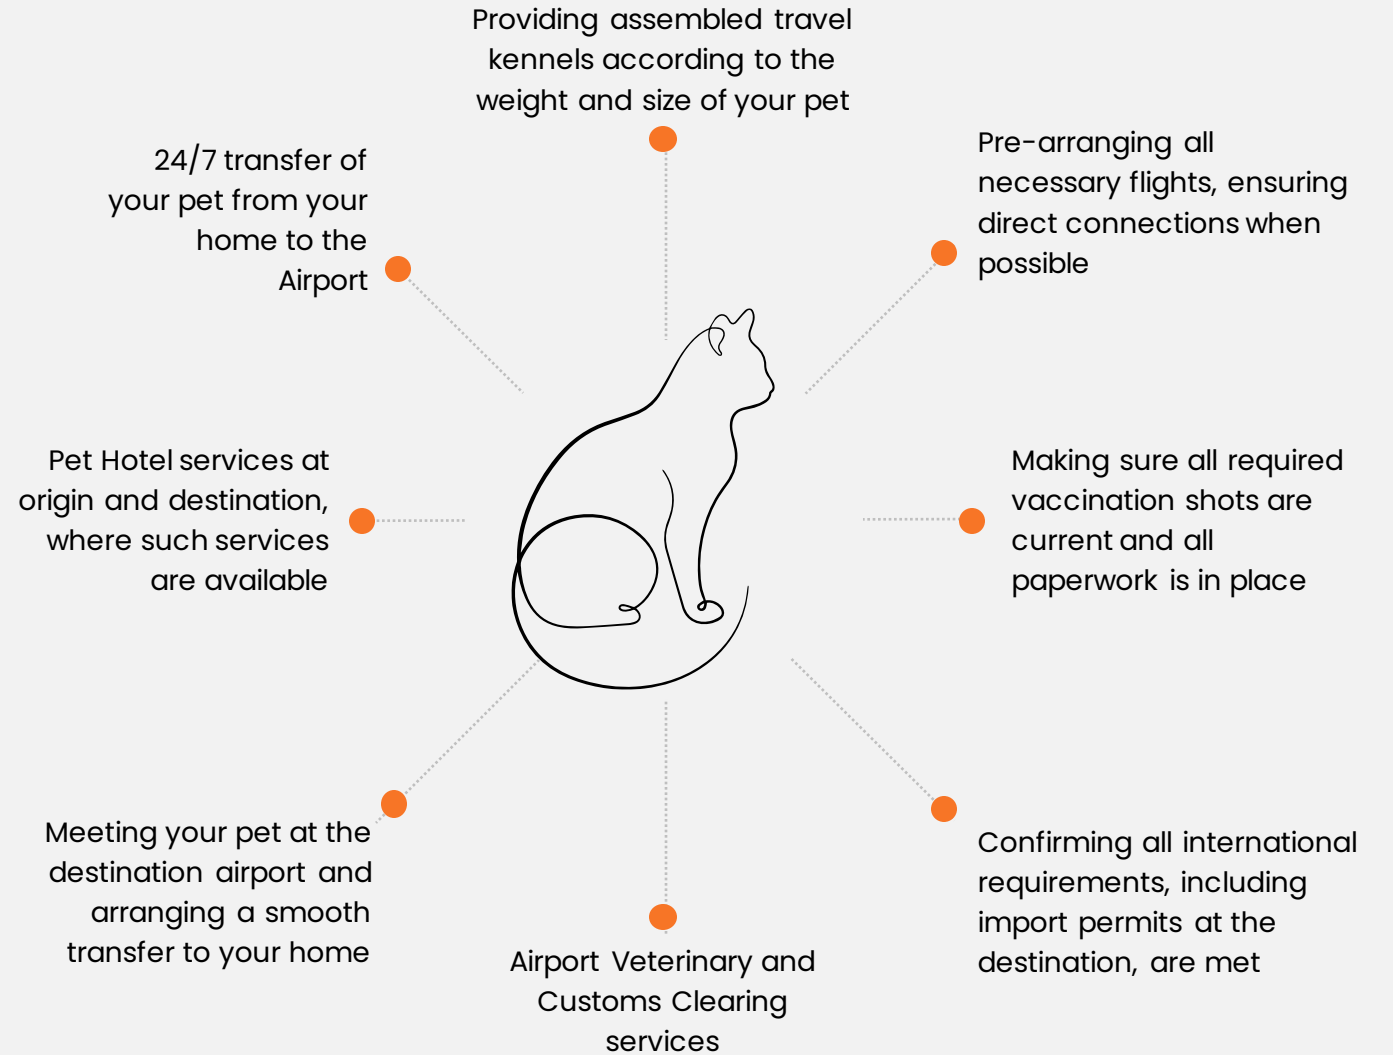 Providing assembled travel
kennels according to the
weight and size of your pet
Pre-arranging all
necessary flights, ensuring
direct connections when
possible
24/7 transfer of
your pet from your
home to the
Airport
Making sure all required
vaccination shots are
current and all
paperwork is in place
Pet Hotel services at
origin and destination,
where such services
are available
Confirming all international
requirements, including
import permits at the
destination, are met
Meeting your pet at the
destination airport and
arranging a smooth
transfer to your home
Airport Veterinary and
Customs Clearing
services